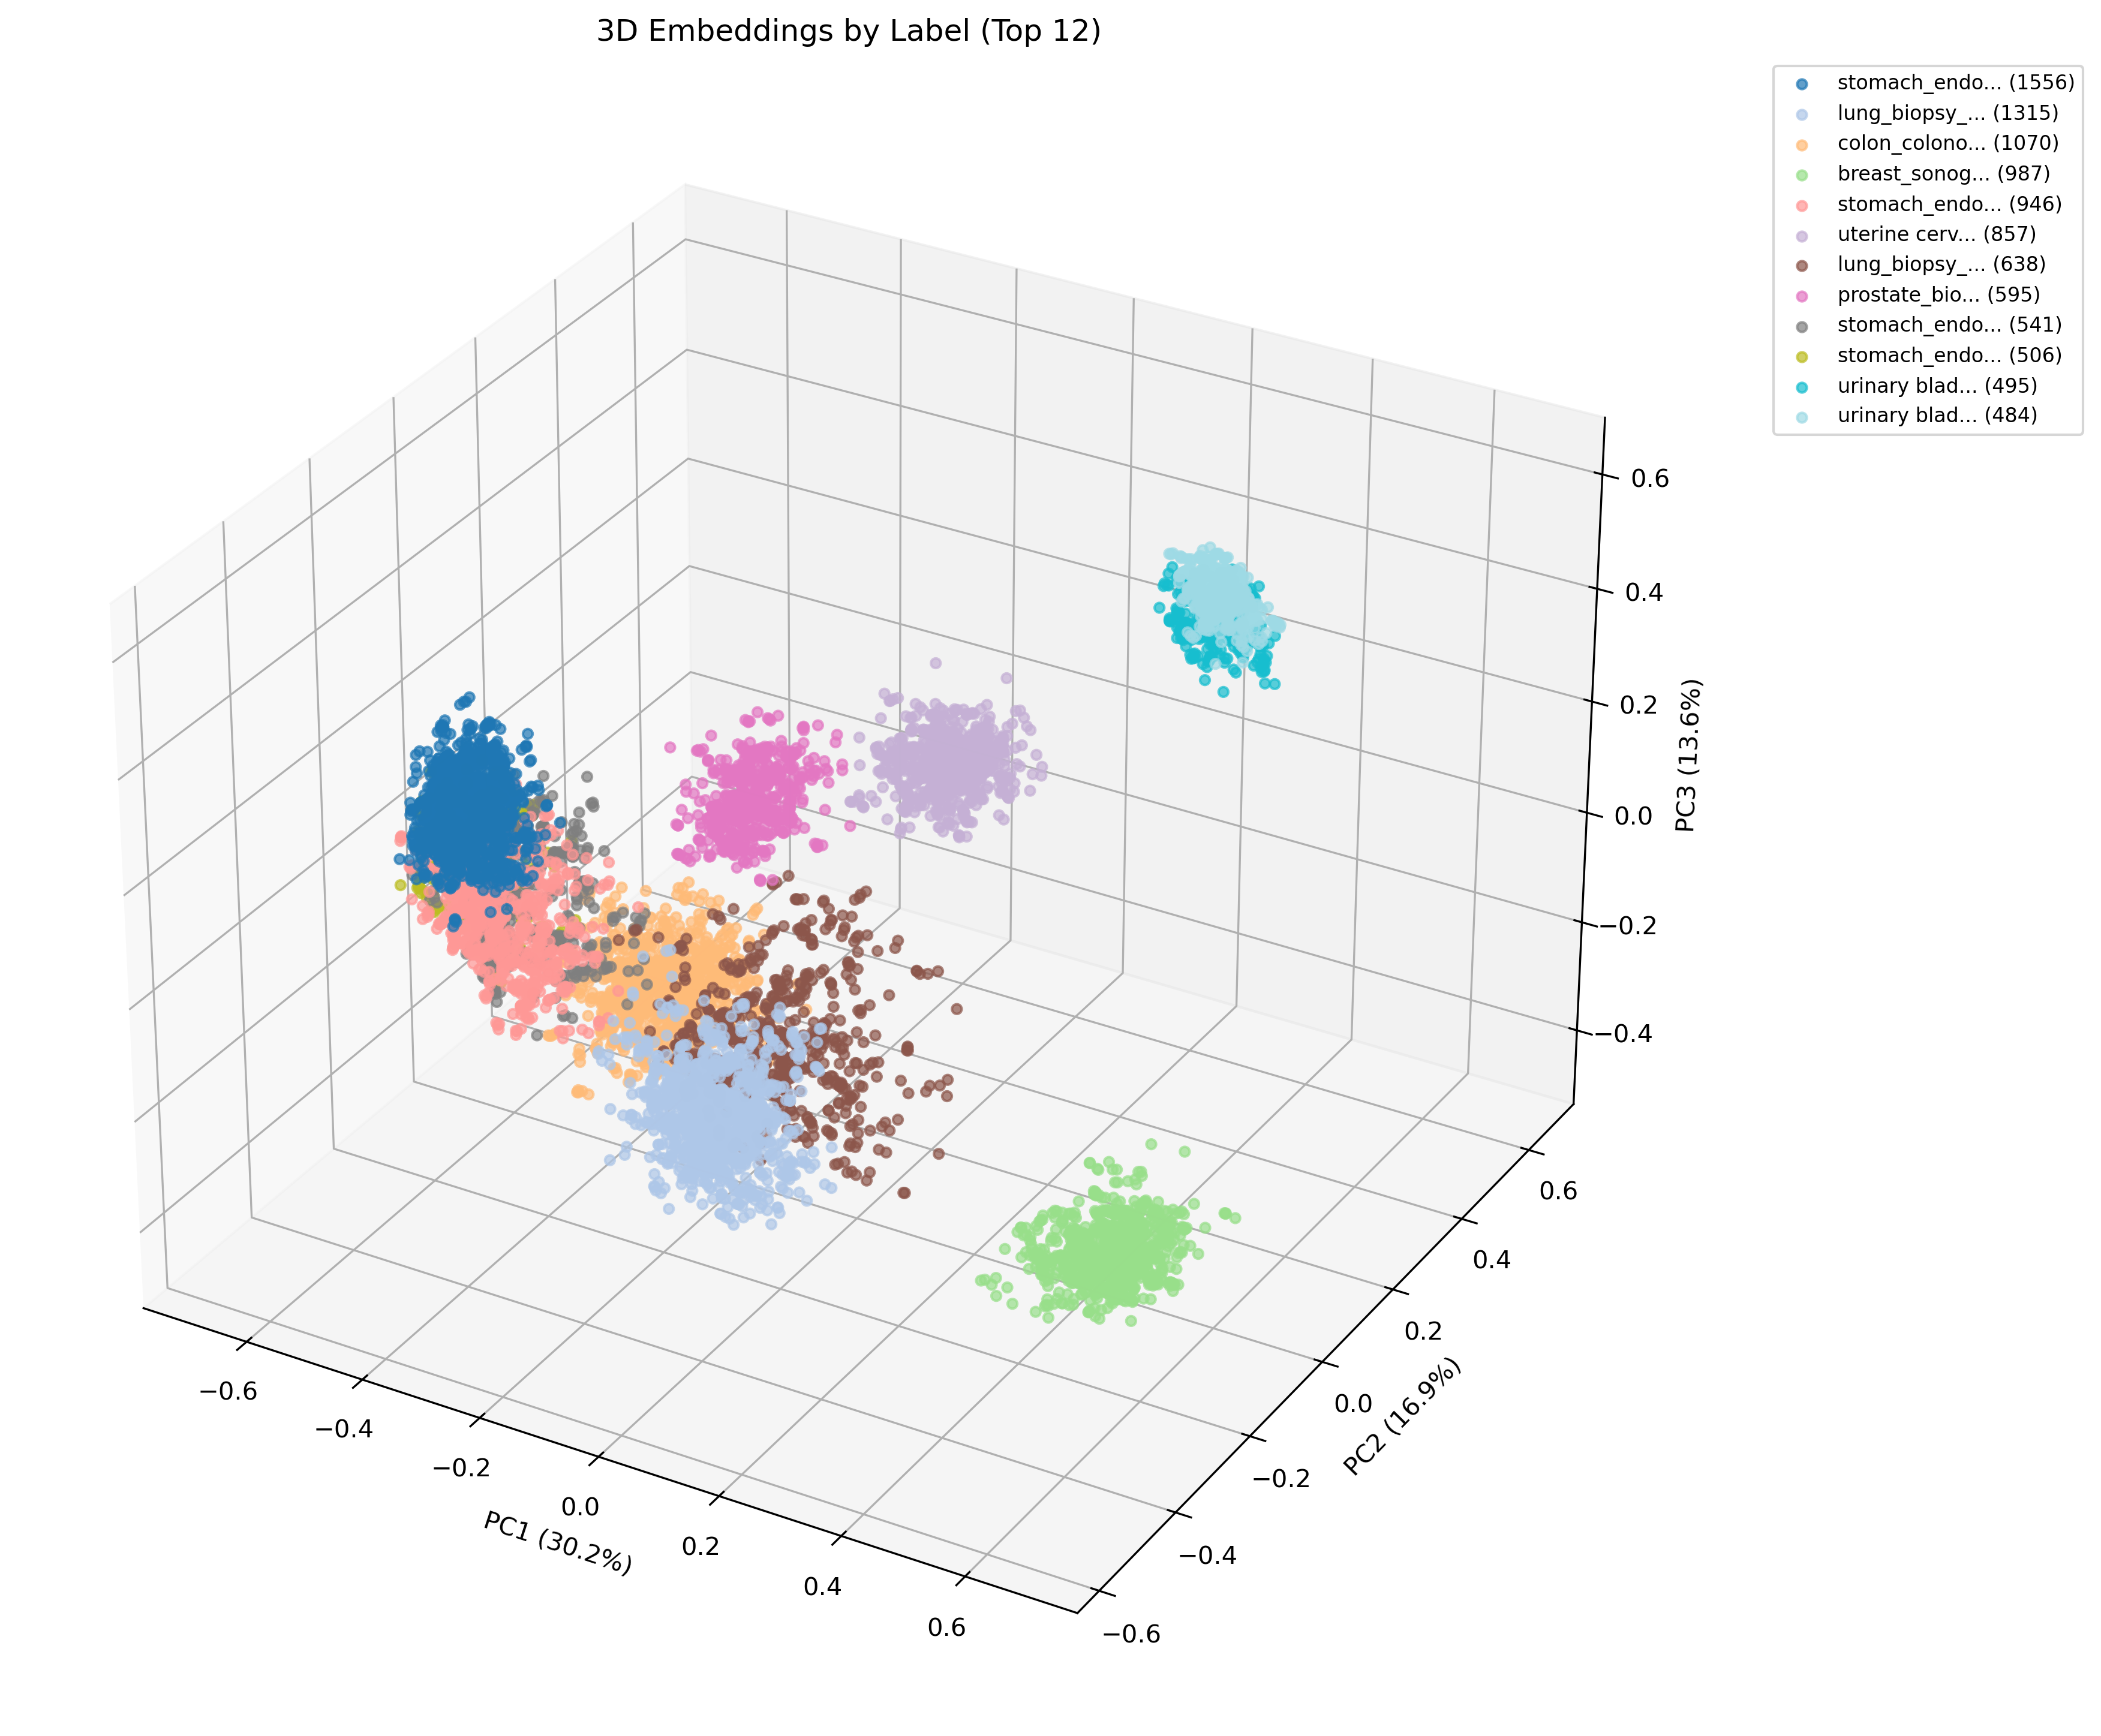 3D Embeddings by Label (Top 12)
stomach_endo... (1556)
lung_biopsy_... (1315)
colon_colono... (1070)
breast_sonog... (987)
stomach_endo... (946)
uterine cerv... (857)
lung_biopsy_... (638)
prostate_bio... (595)
stomach_endo... (541)
stomach_endo... (506)
urinary blad... (495)
urinary blad... (484)
0.6
0.4
0.2
0.0
−0.2
−0.4
PC3 (13.6%)
0.6
0.4
0.2
0.0
−0.2
−0.4
−0.6
PC2 (16.9%)
−0.6
−0.4
−0.2
0.0
0.2
0.4
0.6
PC1 (30.2%)